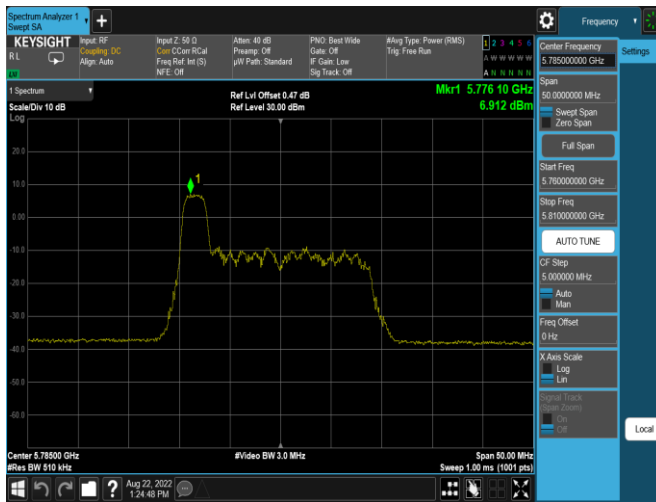 Spectrum Analyzer 1
Swept SA
+
Frequency
KEYSIGHT
R L
LW
Input: RF
Coupling: DC
Align: Auto
Input Z: 50 Ω
Corr CCorr RCal
Freq Ref: Int (S)
NFE: Off
Atten: 40 dB
Preamp: Off
µW Path: Standard
PNO: Best Wide
Gate: Off
IF Gain: Low
Sig Track: Off
#Avg Type: Power (RMS)
Trig: Free Run
1 2 3 4 5 6
A W W W W W
A N N N N N
1 Spectrum
Scale/Div 10 dB
Log
Ref Lvl Offset 0.47 dB
Ref Level 30.00 dBm
Mkr1 5.776 10 GHz
6.912 dBm
20.0
10.0
0.00
-10.0
-20.0
-30.0
-40.0
-50.0
-60.0
1
Center 5.78500 GHz
#Res BW 510 kHz
#Video BW 3.0 MHz
Span 50.00 MHz
Sweep 1.00 ms (1001 pts)
Aug 22, 2022
1:24:48 PM
Center Frequency
5.785000000 GHz
Span
50.0000000 MHz
Swept Span
Zero Span
Full Span
Start Freq
5.760000000 GHz
Stop Freq
5.810000000 GHz
AUTO TUNE
CF Step
5.000000 MHz
Auto
Man
Freq Offset
0 Hz
X Axis Scale
Log
Lin
Signal Track
(Span Zoom)
On
Off
Settings
Local